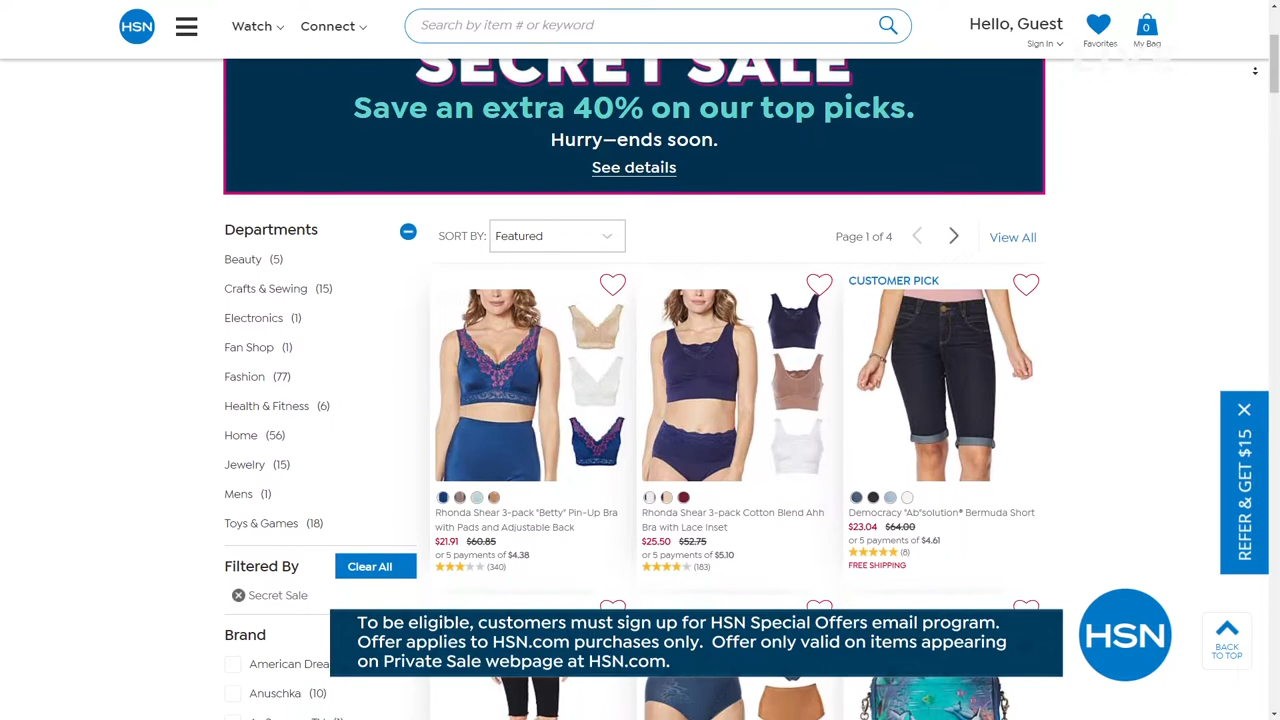 HSN
Watch
Connect
Search by item # or keyword
Hello, Guest
Sign In
Favorites
0
My Bag
SECRET SALE
Save an extra 40% on our top picks.
Hurry—ends soon.
See details
Departments
Beauty (5)
Crafts & Sewing (15)
Electronics (1)
Fan Shop (1)
Fashion (77)
Health & Fitness (6)
Home (56)
Jewelry (15)
Mens (1)
Toys & Games (18)
Filtered By
Clear All
Secret Sale
Brand
American Drea
Anuschka (10)
SORT BY: Featured
Page 1 of 4
View All
Rhonda Shear 3-pack "Betty" Pin-Up Bra
with Pads and Adjustable Back
$21.91 $60.85
or 5 payments of $4.38
(340)
Rhonda Shear 3-pack Cotton Blend Ahh
Bra with Lace Inset
$25.50 $52.75
or 5 payments of $5.10
(183)
CUSTOMER PICK
Democracy "Ab"solution® Bermuda Short
$23.04 $64.00
or 5 payments of $4.61
(8)
FREE SHIPPING
REFER & GET $15
To be eligible, customers must sign up for HSN Special Offers email program.
Offer applies to HSN.com purchases only. Offer only valid on items appearing
on Private Sale webpage at HSN.com.
HSN
BACK
TO TOP